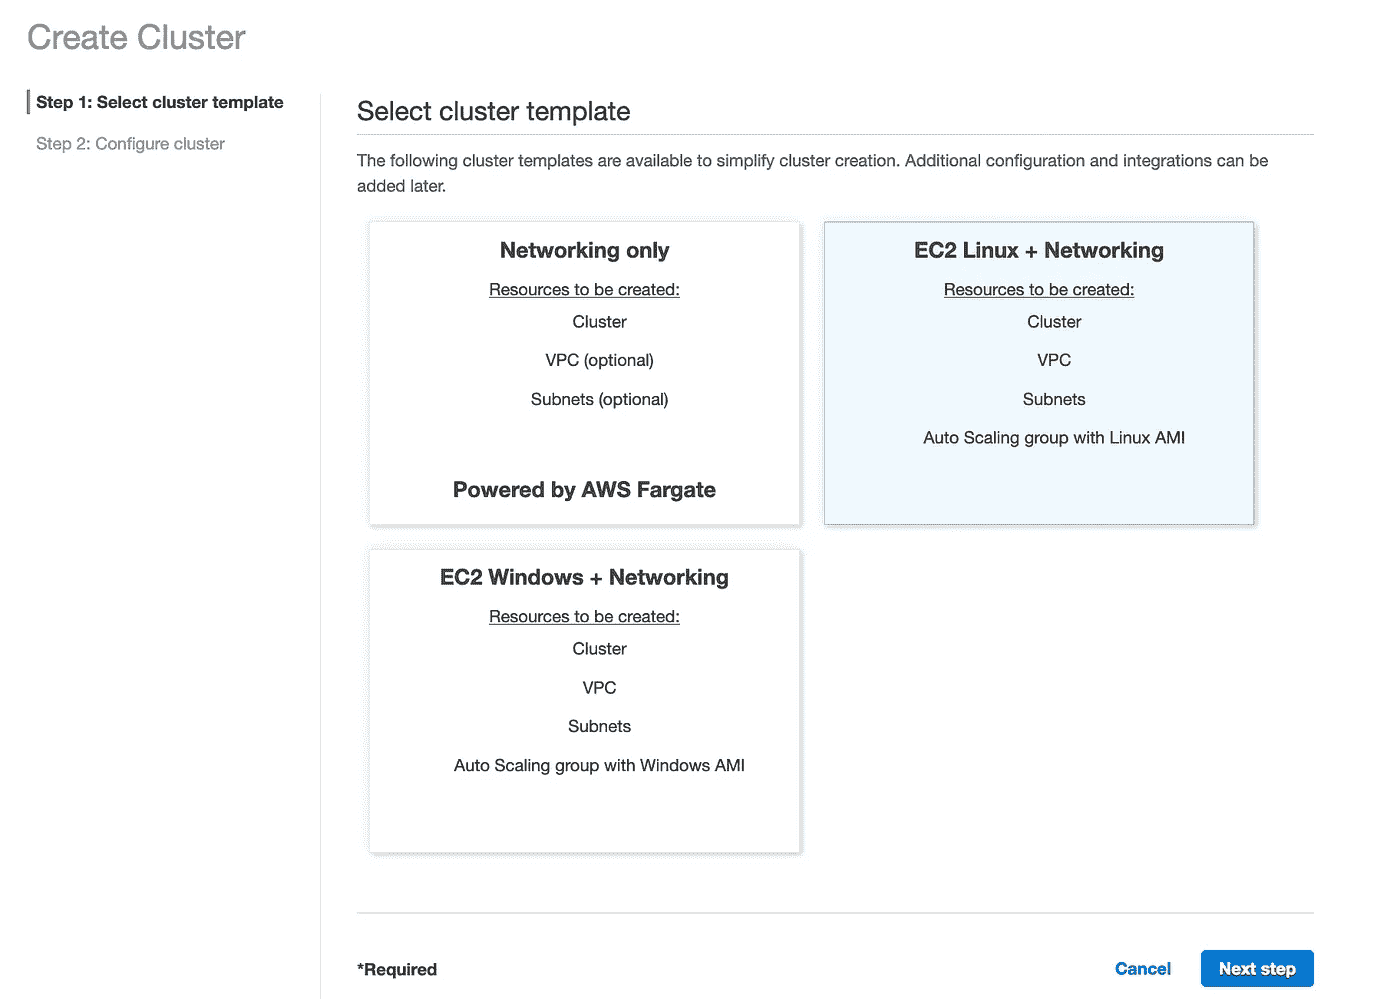 Create Cluster
Step 1: Select cluster template
Step 2: Configure cluster
Select cluster template
The following cluster templates are available to simplify cluster creation. Additional configuration and integrations can be
added later.
Networking only
Resources to be created:
Cluster
VPC (optional)
Subnets (optional)
Powered by AWS Fargate
EC2 Linux + Networking
Resources to be created:
Cluster
VPC
Subnets
Auto Scaling group with Linux AMI
EC2 Windows + Networking
Resources to be created:
Cluster
VPC
Subnets
Auto Scaling group with Windows AMI
*Required
Cancel
Next step